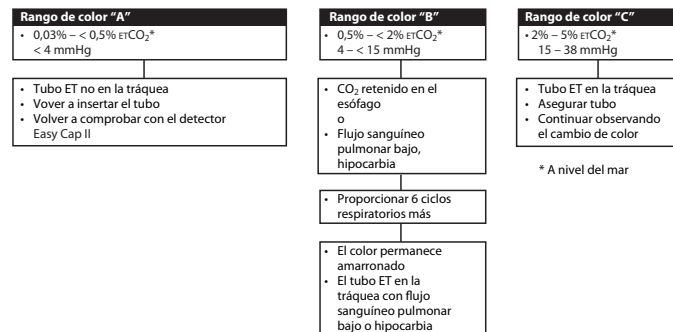 Rango de color “A”
• 0,03% – < 0,5% ETCO₂*
< 4 mmHg
• Tubo ET no en la tráquea
• Vover a insertar el tubo
• Volver a comprobar con el detector
Easy Cap II
Rango de color “B”
• 0,5% – < 2% ETCO₂*
4 – < 15 mmHg
• CO₂ retenido en el
esófago
o
• Flujo sanguíneo
pulmonar bajo,
hipocarbia
• Proporcionar 6 ciclos
respiratorios más
• El color permanece
amarronado
• El tubo ET en la
tráquea con flujo
sanguíneo pulmonar
bajo o hipocarbia
Rango de color “C”
• 2% – 5% ETCO₂*
15 – 38 mmHg
• Tubo ET en la tráquea
• Asegurar tubo
• Continuar observando
el cambio de color
* A nivel del mar